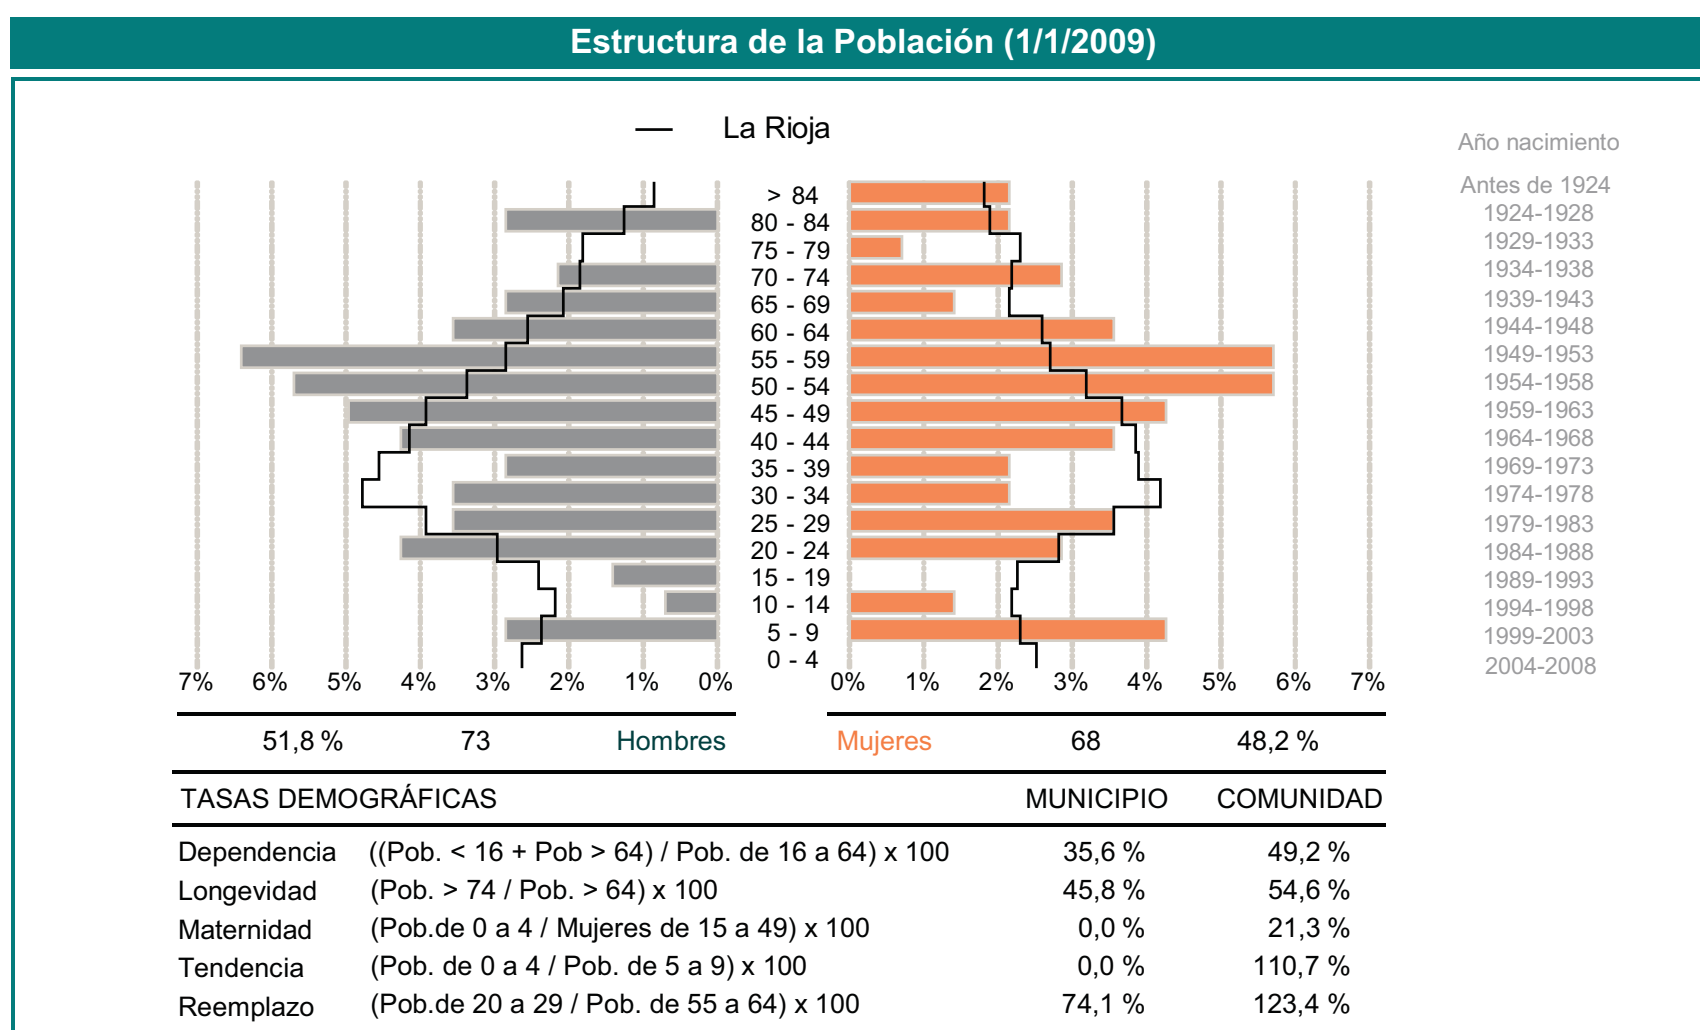 Estructura de la Población (1/1/2009)
La Rioja
Año nacimiento
> 84 Antes de 1924
80 - 84 1924-1928
75 - 79 1929-1933
70 - 74 1934-1938
65 - 69 1939-1943
60 - 64 1944-1948
55 - 59 1949-1953
50 - 54 1954-1958
45 - 49 1959-1963
40 - 44 1964-1968
35 - 39 1969-1973
30 - 34 1974-1978
25 - 29 1979-1983
20 - 24 1984-1988
15 - 19 1989-1993
10 - 14 1994-1998
5 - 9 1999-2003
0 - 4 2004-2008
7% 6% 5% 4% 3% 2% 1% 0% 0% 1% 2% 3% 4% 5% 6% 7%
51,8 % 73 Hombres Mujeres 68 48,2 %
TASAS DEMOGRÁFICAS MUNICIPIO COMUNIDAD
Dependencia ((Pob. < 16 + Pob > 64) / Pob. de 16 a 64) x 100 35,6 % 49,2 %
Longevidad (Pob. > 74 / Pob. > 64) x 100 45,8 % 54,6 %
Maternidad (Pob.de 0 a 4 / Mujeres de 15 a 49) x 100 0,0 % 21,3 %
Tendencia (Pob. de 0 a 4 / Pob. de 5 a 9) x 100 0,0 % 110,7 %
Reemplazo (Pob.de 20 a 29 / Pob. de 55 a 64) x 100 74,1 % 123,4 %